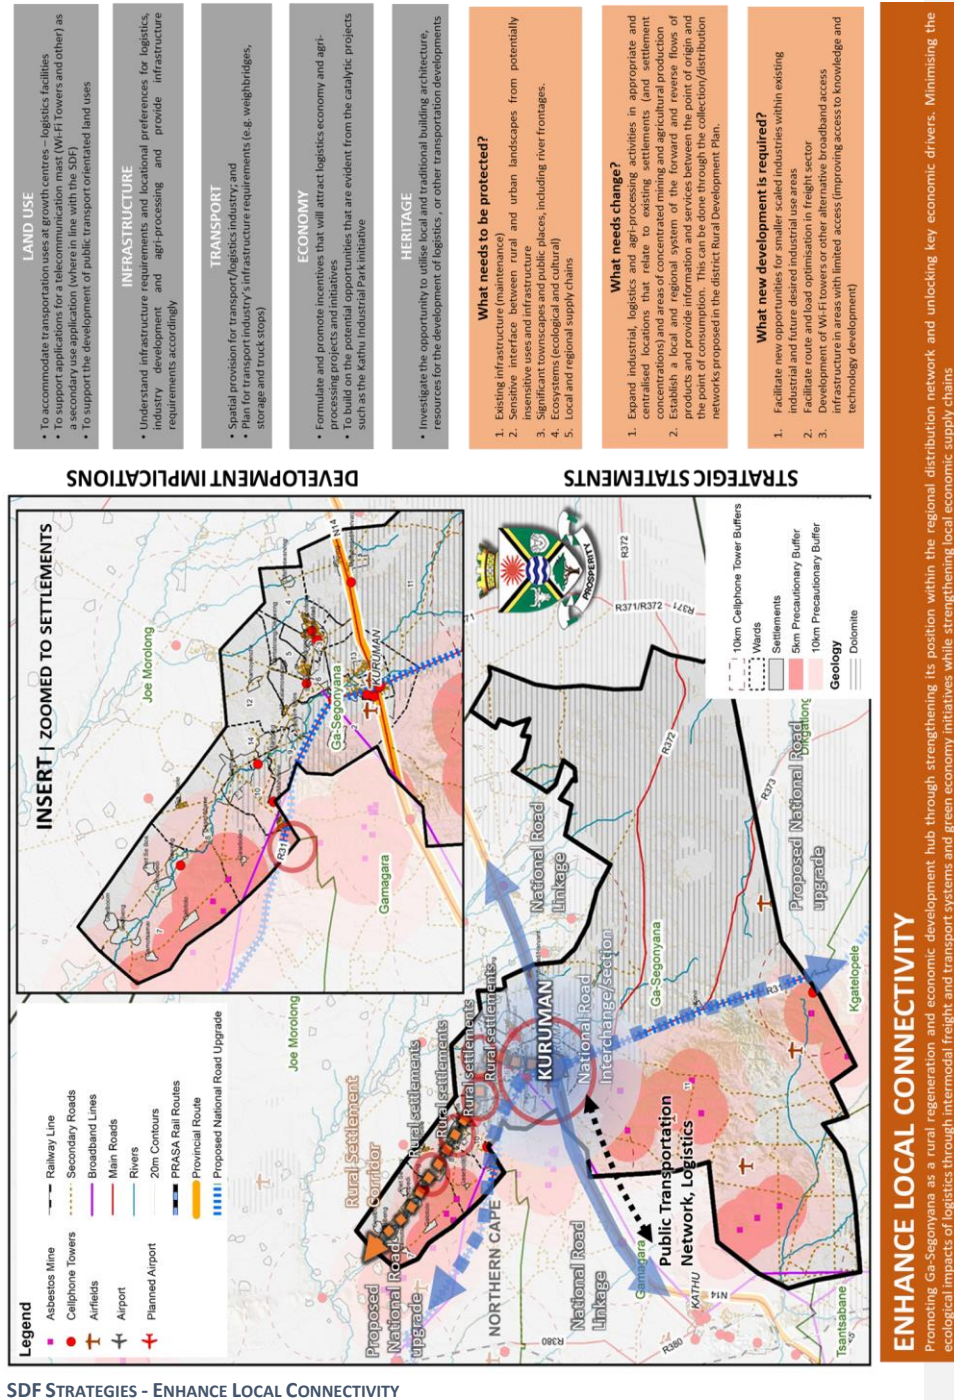 ENHANCE LOCAL CONNECTIVITY
Promoting Ga-Segonyana as a rural regeneration and economic development hub through strengthening its position within the regional distribution network and unlocking key economic drivers. Minimising the
ecological impacts of logistics through intermodal freight and transport systems and green economy initiatives while strengthening local economic supply chains
Legend
Asbestos Mine
Cellphone Towers
Airfields
Airport
Planned Airport
Railway Line
Secondary Roads
Broadband Lines
Main Roads
Rivers
20m Contours
PRASA Rail Routes
Provincial Route
Proposed National Road Upgrade
INSERT | ZOOMED TO SETTLEMENTS
Joe Morolong
Ga-Segonyana
KURUMAN
Gamagara
N14
R31
Joe Morolong
Rural Settlement
Corridor
Rural settlements
Rural settlements
Rural settlements
Rural settlements
Proposed
National Roads
upgrade
NORTHERN CAPE
National Road
Linkage
National Road
Linkage
KURUMAN
National Road
Interchange/section
Public Transportation
Network, Logistics
Gamagara
KATHU
N14
R380
R380
Tsantsabane
Ga-Segonyana
Kgatelopele
Proposed National Road
upgrade
Dikgatlong
R31
R373
R372
R372
R371/R372
R371
PROSPERITY
10km Cellphone Tower Buffers
Wards
Settlements
5km Precautionary Buffer
10km Precautionary Buffer
Geology
Dolomite
DEVELOPMENT IMPLICATIONS
LAND USE
• To accommodate transportation uses at growth centres – logistics facilities
• To support applications for a telecommunication mast (Wi-Fi Towers and other) as
a secondary use application (where in line with the SDF)
• To support the development of public transport orientated land uses
INFRASTRUCTURE
• Understand infrastructure requirements and locational preferences for logistics,
industry development and agri-processing and provide infrastructure
requirements accordingly
TRANSPORT
• Spatial provision for transport/logistics industry; and
• Plan for transport industry's infrastructure requirements (e.g. weighbridges,
storage and truck stops)
ECONOMY
• Formulate and promote incentives that will attract logistics economy and agri-
processing projects and initiatives
• To build on the potential opportunities that are evident from the catalytic projects
such as the Kathu Industrial Park initiative
HERITAGE
• Investigate the opportunity to utilise local and traditional building architecture,
resources for the development of logistics , or other transportation developments
STRATEGIC STATEMENTS
What needs to be protected?
1. Existing infrastructure (maintenance)
2. Sensitive interface between rural and urban landscapes from potentially
insensitive uses and infrastructure
3. Significant townscapes and public places, including river frontages.
4. Ecosystems (ecological and cultural)
5. Local and regional supply chains
What needs change?
1. Expand industrial, logistics and agri-processing activities in appropriate and
centralised locations that relate to existing settlements (and settlement
concentrations) and areas of concentrated mining and agricultural production
2. Establish a local and regional system of the forward and reverse flows of
products and provide information and services between the point of origin and
the point of consumption. This can be done through the collection/distribution
networks proposed in the district Rural Development Plan.
What new development is required?
1. Facilitate new opportunities for smaller scaled industries within existing
industrial and future desired industrial use areas
2. Facilitate route and load optimisation in freight sector
3. Development of Wi-Fi towers or other alternative broadband access
infrastructure in areas with limited access (improving access to knowledge and
technology development)
SDF STRATEGIES - ENHANCE LOCAL CONNECTIVITY